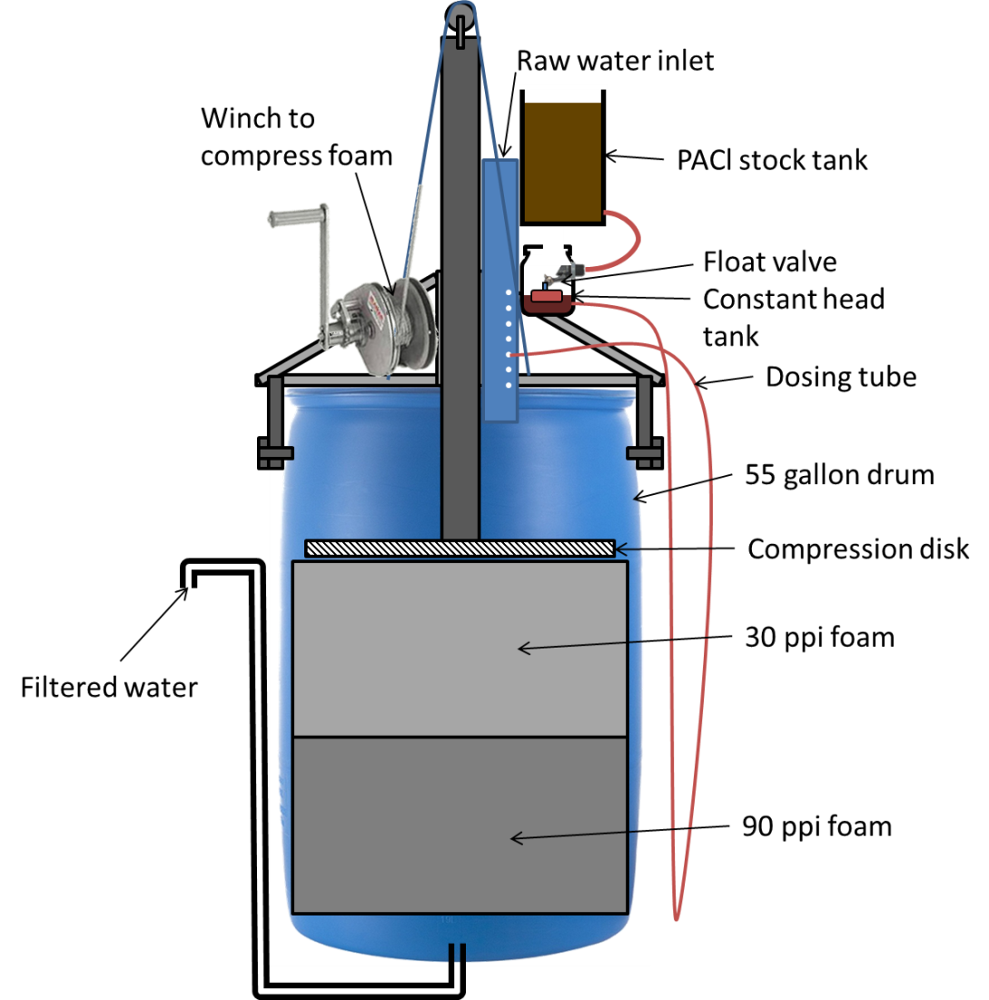 Raw water inlet
Winch to
compress foam
PACl stock tank
Float valve
Constant head
tank
Dosing tube
55 gallon drum
Compression disk
30 ppi foam
Filtered water
90 ppi foam